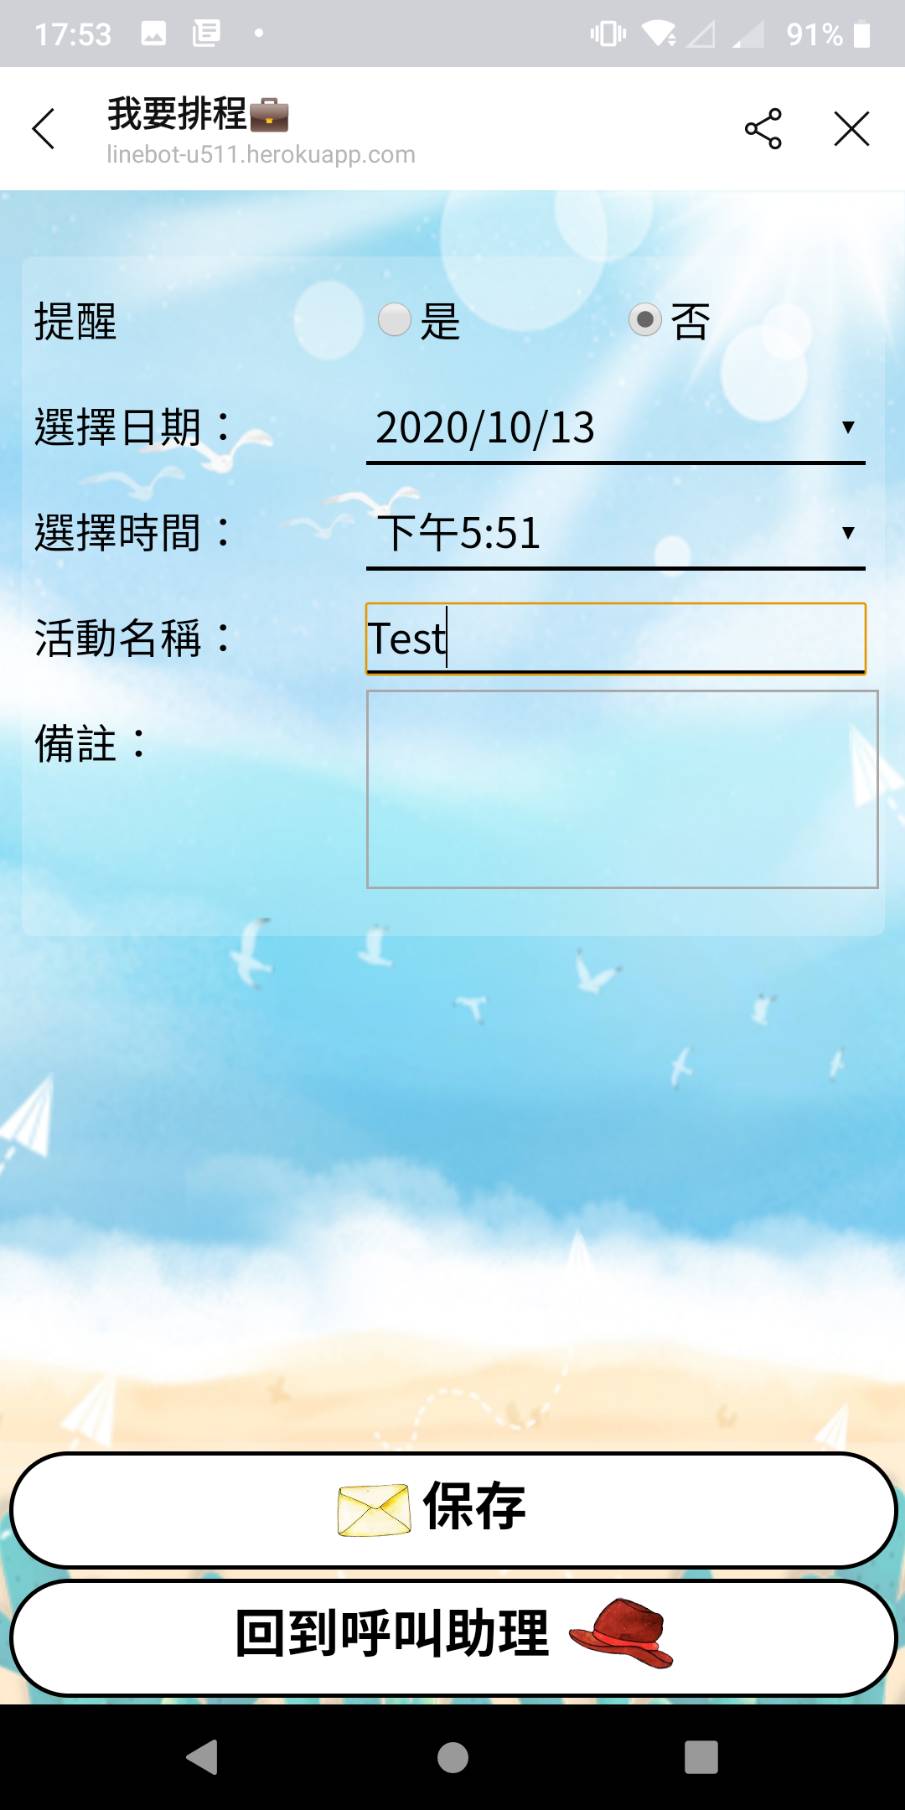 17:53
91%
我要排程
linebot-u511.herokuapp.com
提醒 是 否
選擇日期： 2020/10/13
選擇時間： 下午5:51
活動名稱： Test
備註：
保存
回到呼叫助理